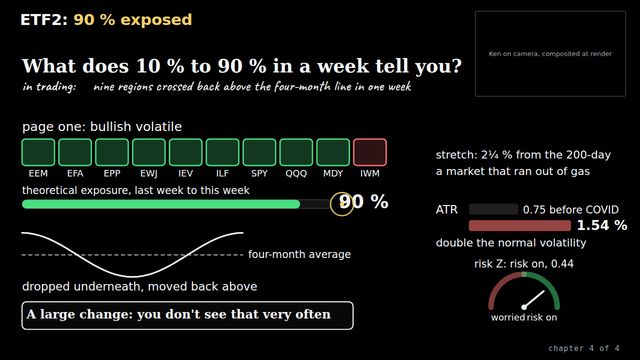 ETF2: 90 % exposed
Ken on camera, composited at render
What does 10 % to 90 % in a week tell you?
in trading: nine regions crossed back above the four-month line in one week
page one: bullish volatile
EEM EFA EPP EWJ IEV ILF SPY QQQ MDY IWM
theoretical exposure, last week to this week
90 %
four-month average
dropped underneath, moved back above
A large change: you don't see that very often
stretch: 2¼ % from the 200-day
a market that ran out of gas
ATR 0.75 before COVID
1.54 %
double the normal volatility
risk Z: risk on, 0.44
worried risk on
chapter 4 of 4